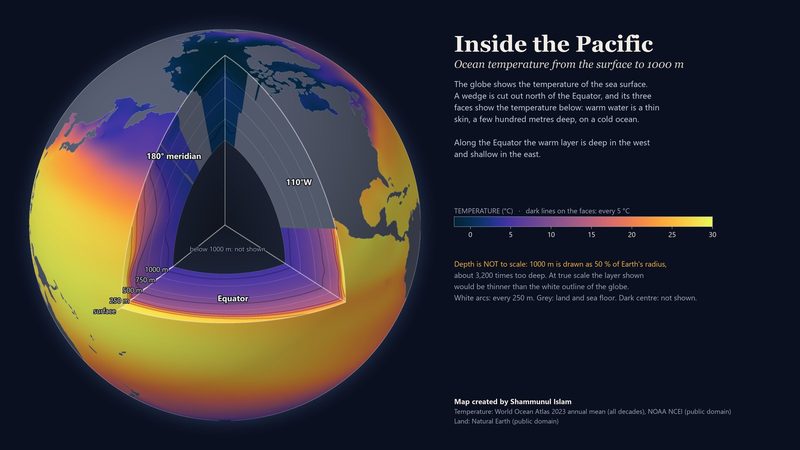 Inside the Pacific
Ocean temperature from the surface to 1000 m
The globe shows the temperature of the sea surface.
A wedge is cut out north of the Equator, and its three
faces show the temperature below: warm water is a thin
skin, a few hundred metres deep, on a cold ocean.
Along the Equator the warm layer is deep in the west
and shallow in the east.
180° meridian
110°W
TEMPERATURE (°C) · dark lines on the faces: every 5 °C
0 5 10 15 20 25 30
below 1000 m: not shown
1000 m
750 m
500 m
250 m
surface
Equator
Depth is NOT to scale: 1000 m is drawn as 50 % of Earth's radius,
about 3,200 times too deep. At true scale the layer shown
would be thinner than the white outline of the globe.
White arcs: every 250 m. Grey: land and sea floor. Dark centre: not shown.
Map created by Shammunul Islam
Temperature: World Ocean Atlas 2023 annual mean (all decades), NOAA NCEI (public domain)
Land: Natural Earth (public domain)